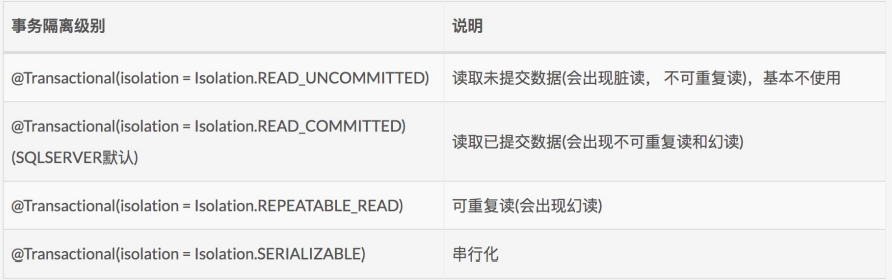 事务隔离级别 说明
@Transactional(isolation = Isolation.READ_UNCOMMITTED) 读取未提交数据(会出现脏读， 不可重复读)，基本不使用
@Transactional(isolation = Isolation.READ_COMMITTED)
(SQLSERVER默认) 读取已提交数据(会出现不可重复读和幻读)
@Transactional(isolation = Isolation.REPEATABLE_READ) 可重复读(会出现幻读)
@Transactional(isolation = Isolation.SERIALIZABLE) 串行化